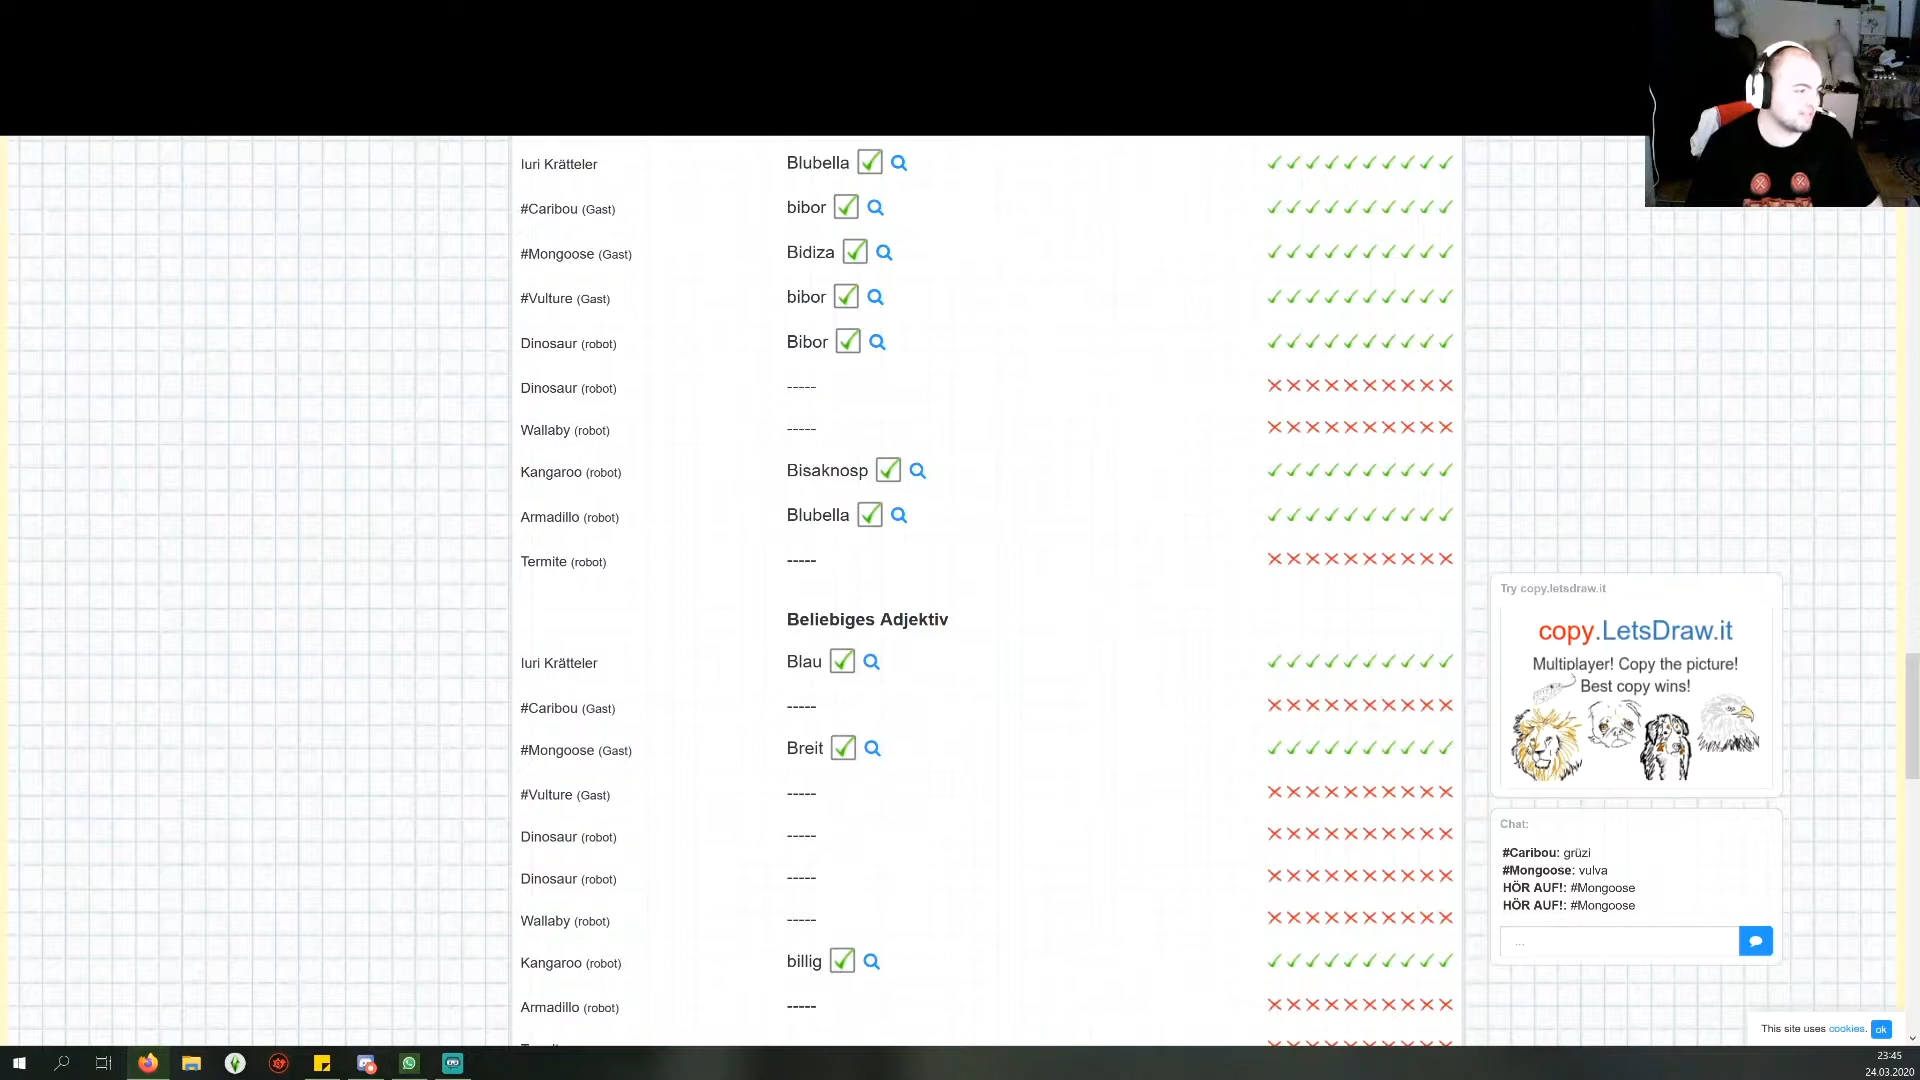 Iuri Krätteler Blubella
#Caribou (Gast) bibor
#Mongoose (Gast) Bidiza
#Vulture (Gast) bibor
Dinosaur (robot) Bibor
Dinosaur (robot) -----
Wallaby (robot) -----
Kangaroo (robot) Bisaknosp
Armadillo (robot) Blubella
Termite (robot) -----
Beliebiges Adjektiv
Iuri Krätteler Blau
#Caribou (Gast) -----
#Mongoose (Gast) Breit
#Vulture (Gast) -----
Dinosaur (robot) -----
Dinosaur (robot) -----
Wallaby (robot) -----
Kangaroo (robot) billig
Armadillo (robot) -----
Try copy.letsdraw.it
copy.LetsDraw.it
Multiplayer! Copy the picture!
Best copy wins!
Chat:
#Caribou: grüzi
#Mongoose: vulva
HÖR AUF!: #Mongoose
HÖR AUF!: #Mongoose
...
This site uses cookies. ok
23:45
24.03.2020